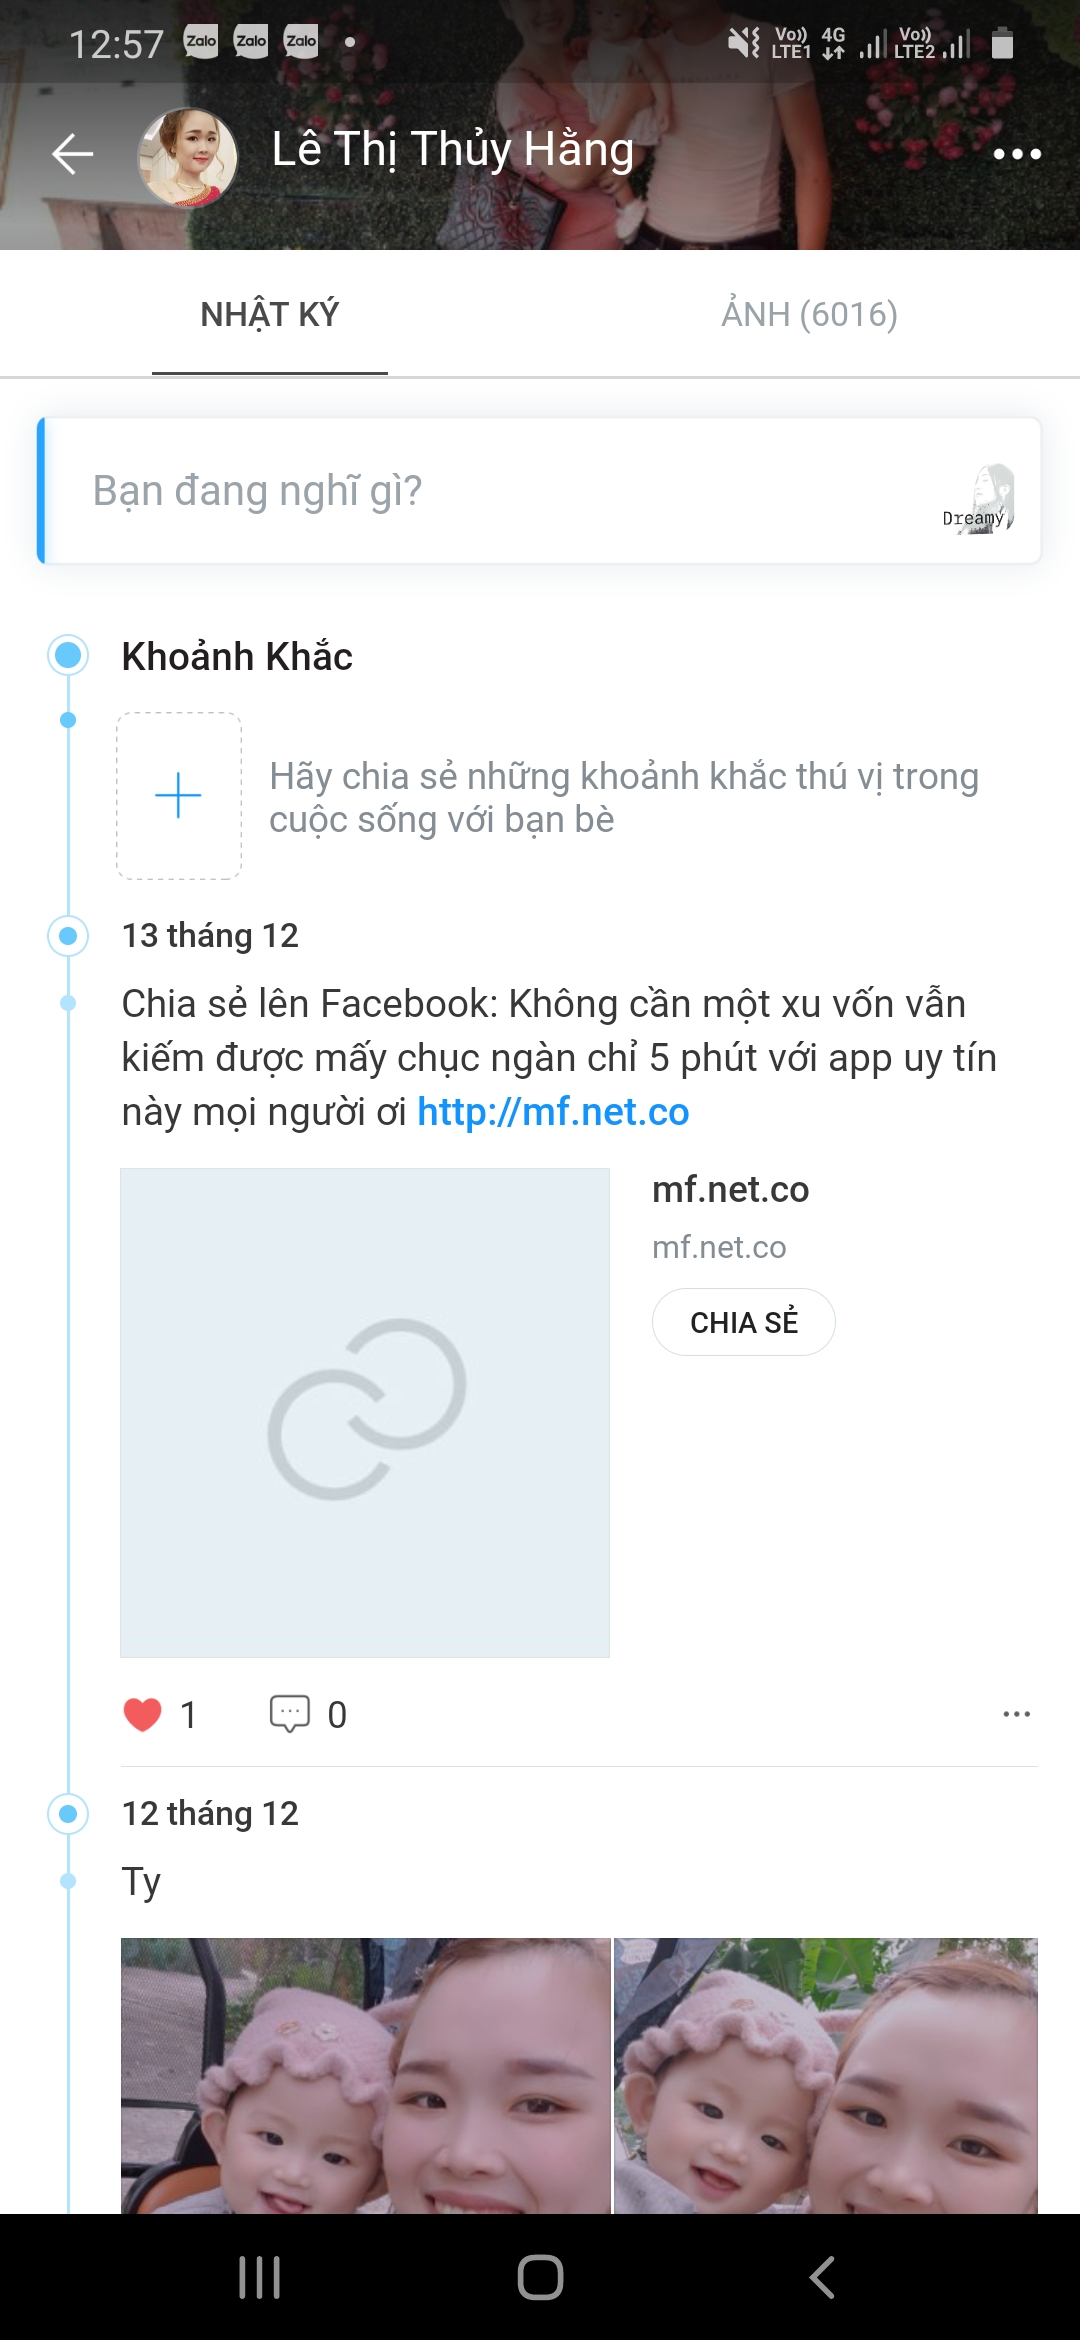 12:57 Zalo Zalo Zalo Vo)) LTE1 4G Vo)) LTE2
Lê Thị Thủy Hằng
NHẬT KÝ ẢNH (6016)
Bạn đang nghĩ gì?
Dreamy
Khoảnh Khắc
Hãy chia sẻ những khoảnh khắc thú vị trong
cuộc sống với bạn bè
13 tháng 12
Chia sẻ lên Facebook: Không cần một xu vốn vẫn
kiếm được mấy chục ngàn chỉ 5 phút với app uy tín
này mọi người ơi http://mf.net.co
mf.net.co
mf.net.co
CHIA SẺ
1 0
12 tháng 12
Ty